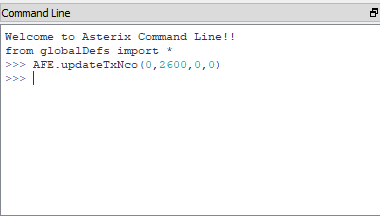 Command Line
Welcome to Asterix Command Line!!
from globalDefs import *
>>> AFE.updateTxNco(0,2600,0,0)
>>>